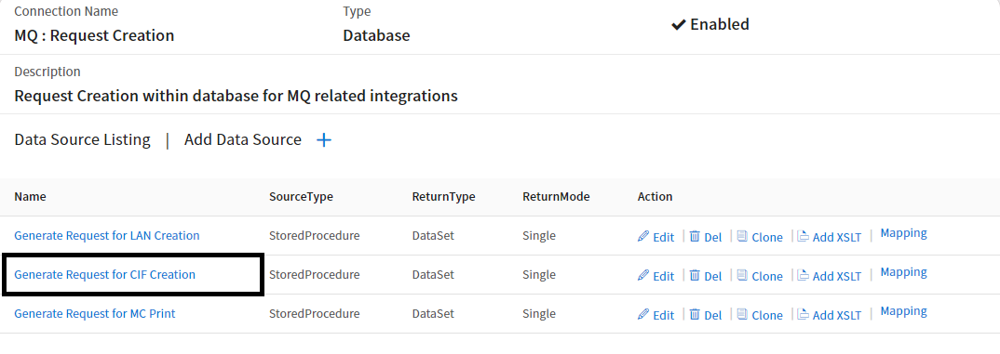 Connection Name Type
MQ : Request Creation Database Enabled
Description
Request Creation within database for MQ related integrations
Data Source Listing | Add Data Source +
Name SourceType ReturnType ReturnMode Action
Generate Request for LAN Creation StoredProcedure DataSet Single Edit | Del | Clone | Add XSLT | Mapping
Generate Request for CIF Creation StoredProcedure DataSet Single Edit | Del | Clone | Add XSLT | Mapping
Generate Request for MC Print StoredProcedure DataSet Single Edit | Del | Clone | Add XSLT | Mapping